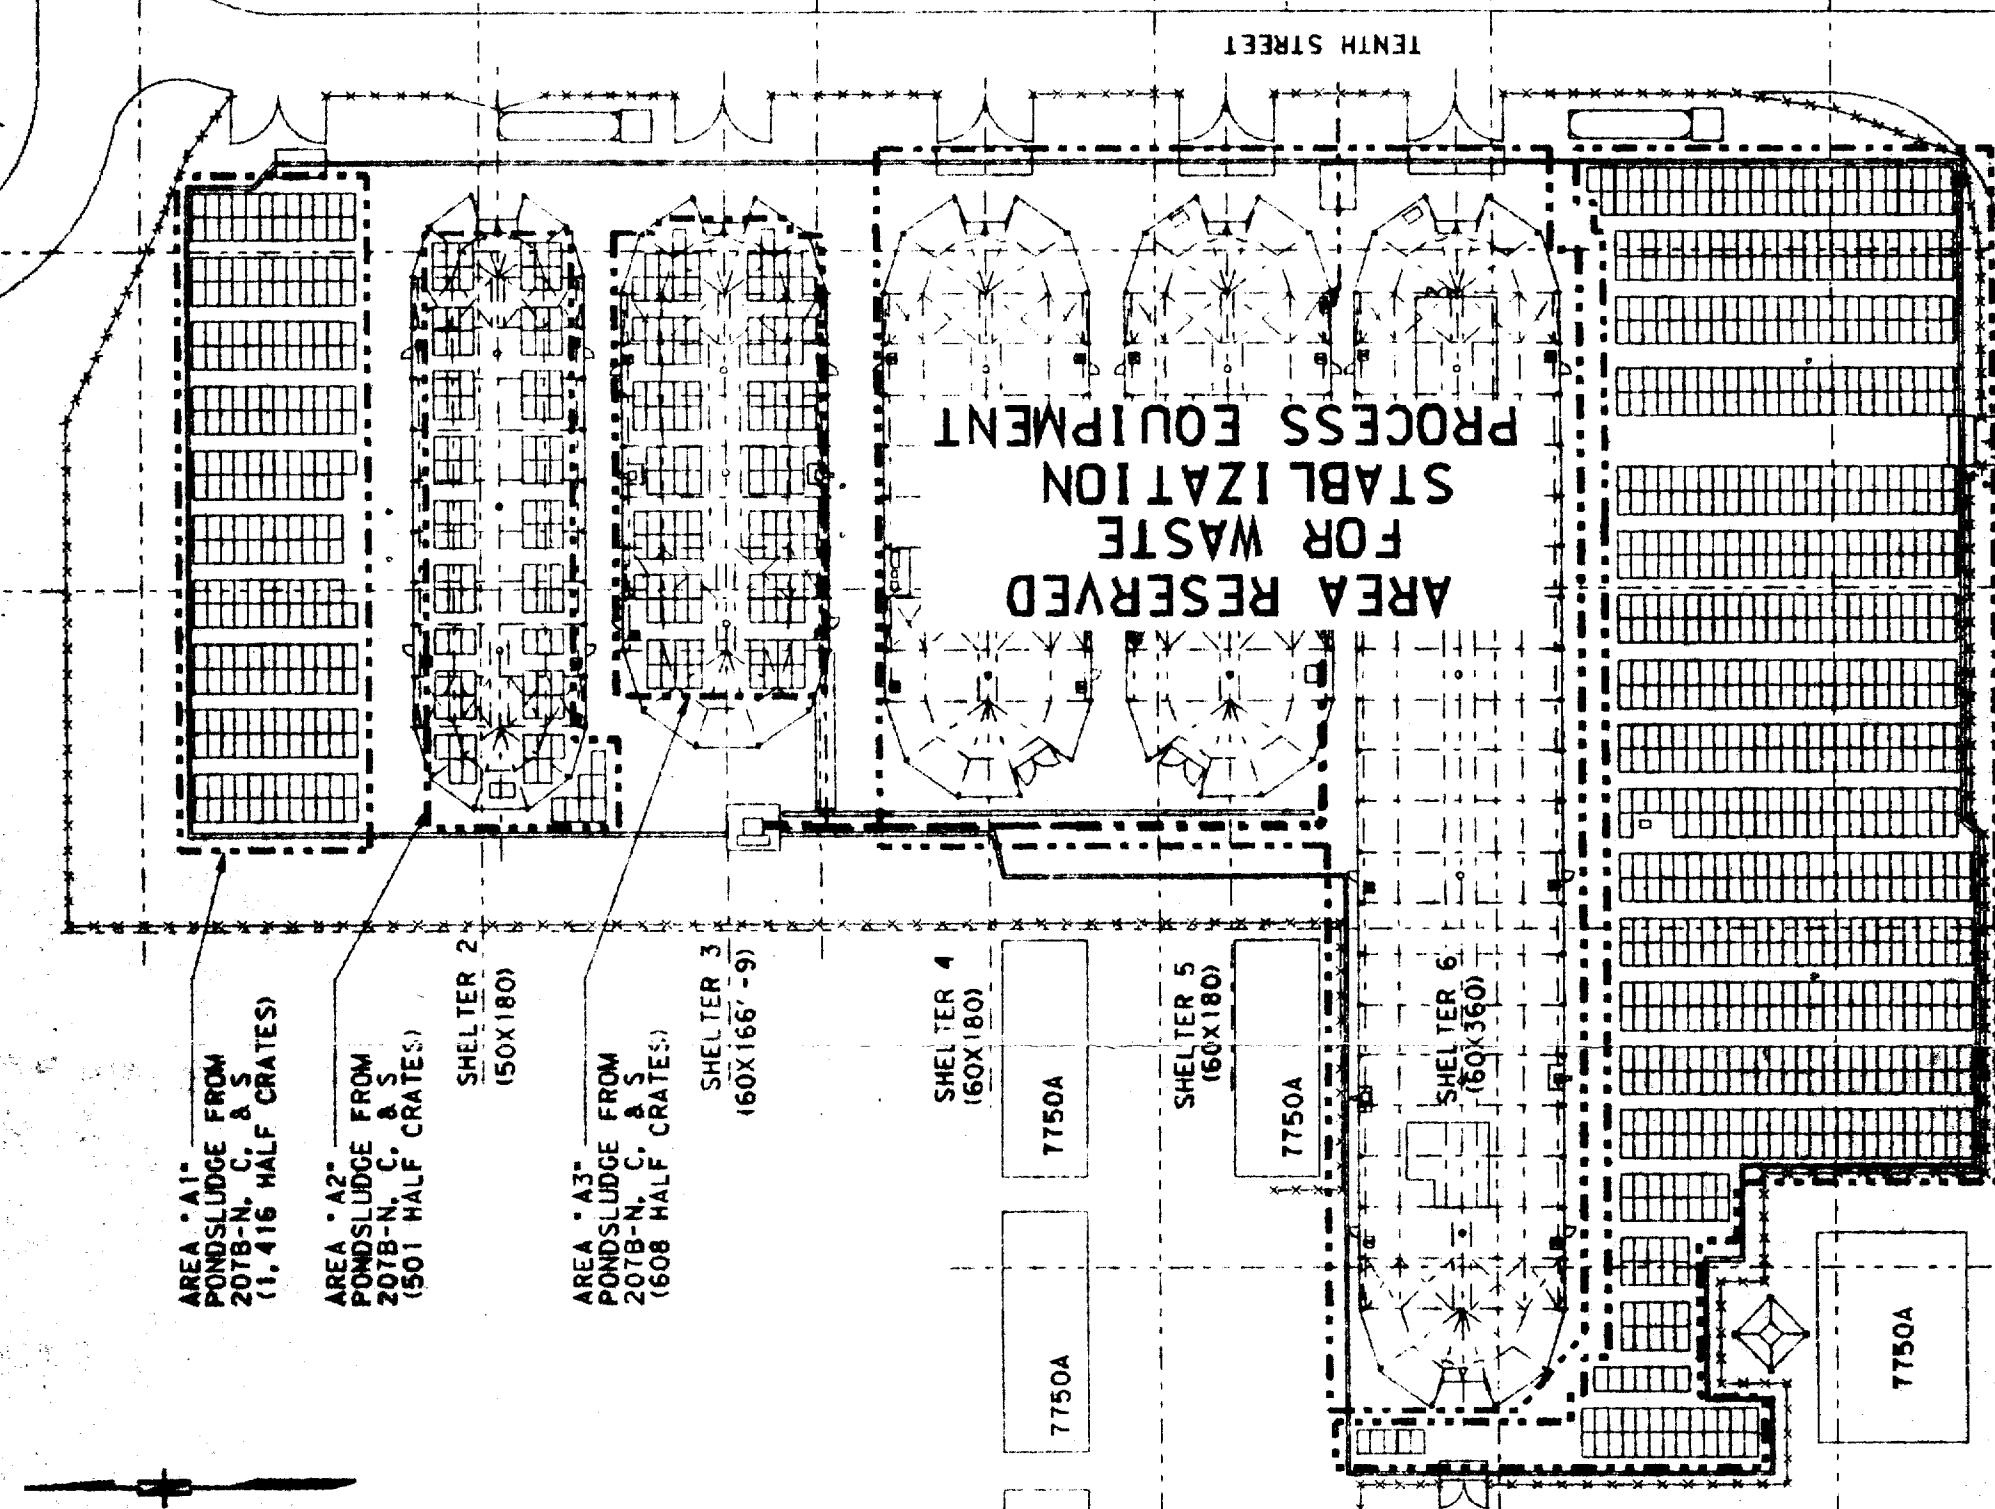 TENTH STREET
AREA RESERVED
FOR WASTE
STABLIZATION
PROCESS EQUIPMENT
AREA "A1"
PONDSLUDGE FROM
207B-N, C, & S
(1,416 HALF CRATES)
AREA "A2"
PONDSLUDGE FROM
207B-N, C, & S
(501 HALF CRATES)
SHELTER 2
(50X180)
AREA "A3"
PONDSLUDGE FROM
207B-N, C, & S
(608 HALF CRATES)
SHELTER 3
(60X166'-9)
SHELTER 4
(60X180)
7750A
SHELTER 5
(60X180)
7750A
SHELTER 6
(60X360)
7750A
7750A